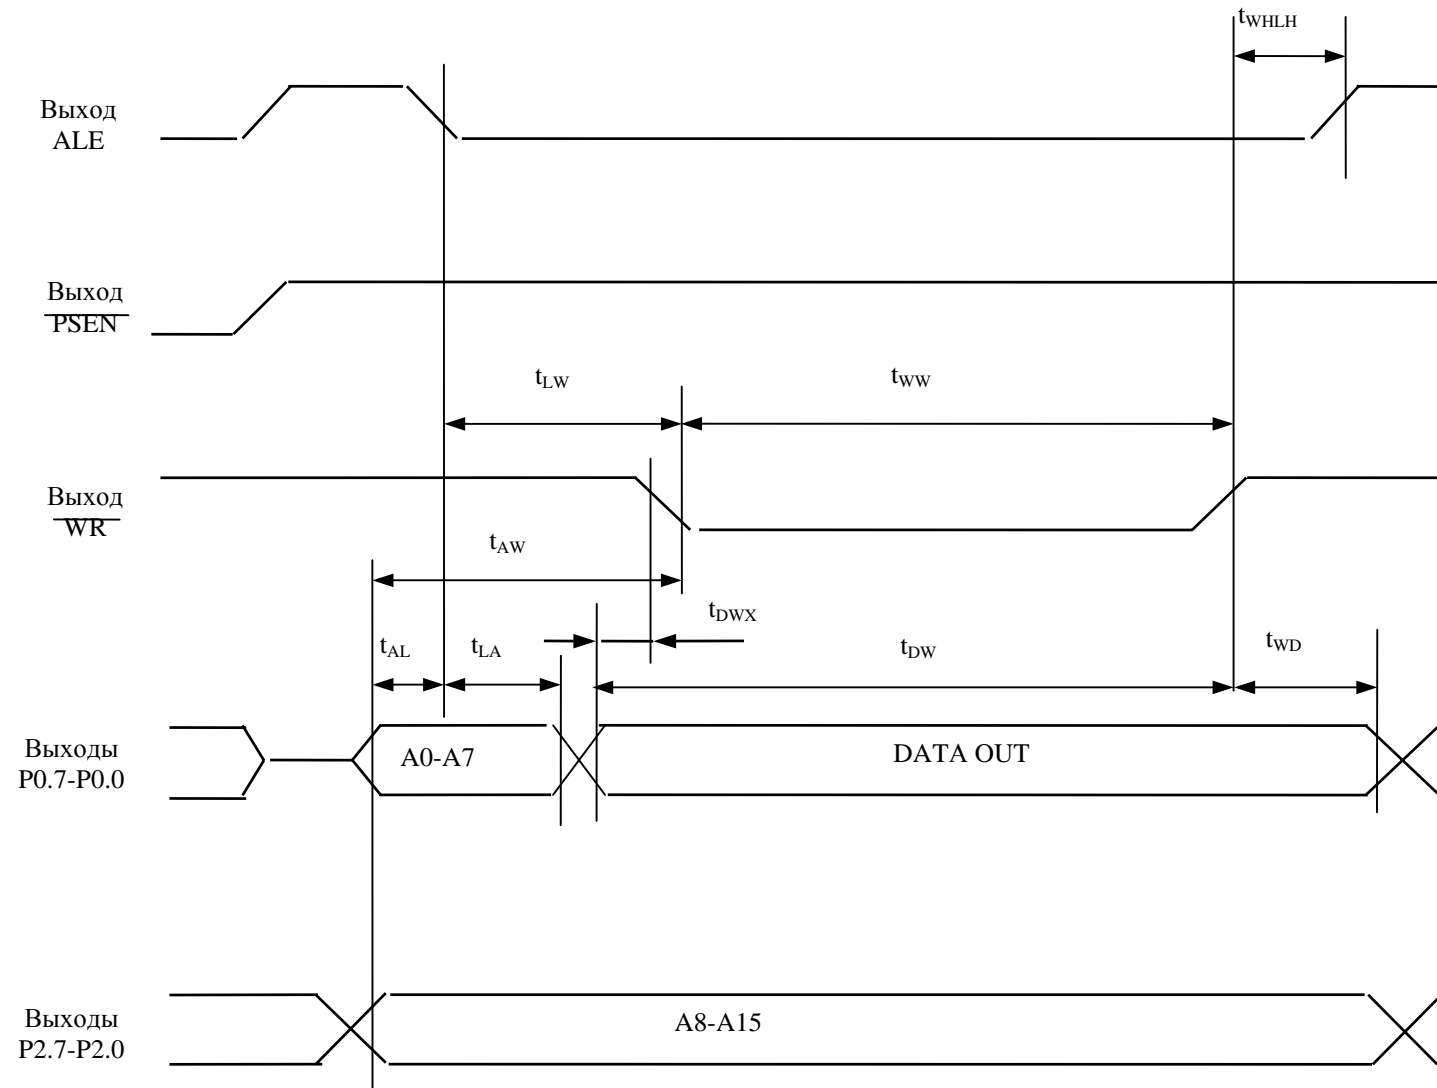 tWHLH
Выход
ALE
Выход
PSEN
tLW
tWW
Выход
WR
tAW
tDWX
tAL
tLA
tDW
tWD
Выходы
P0.7-P0.0
A0-A7
DATA OUT
Выходы
P2.7-P2.0
A8-A15